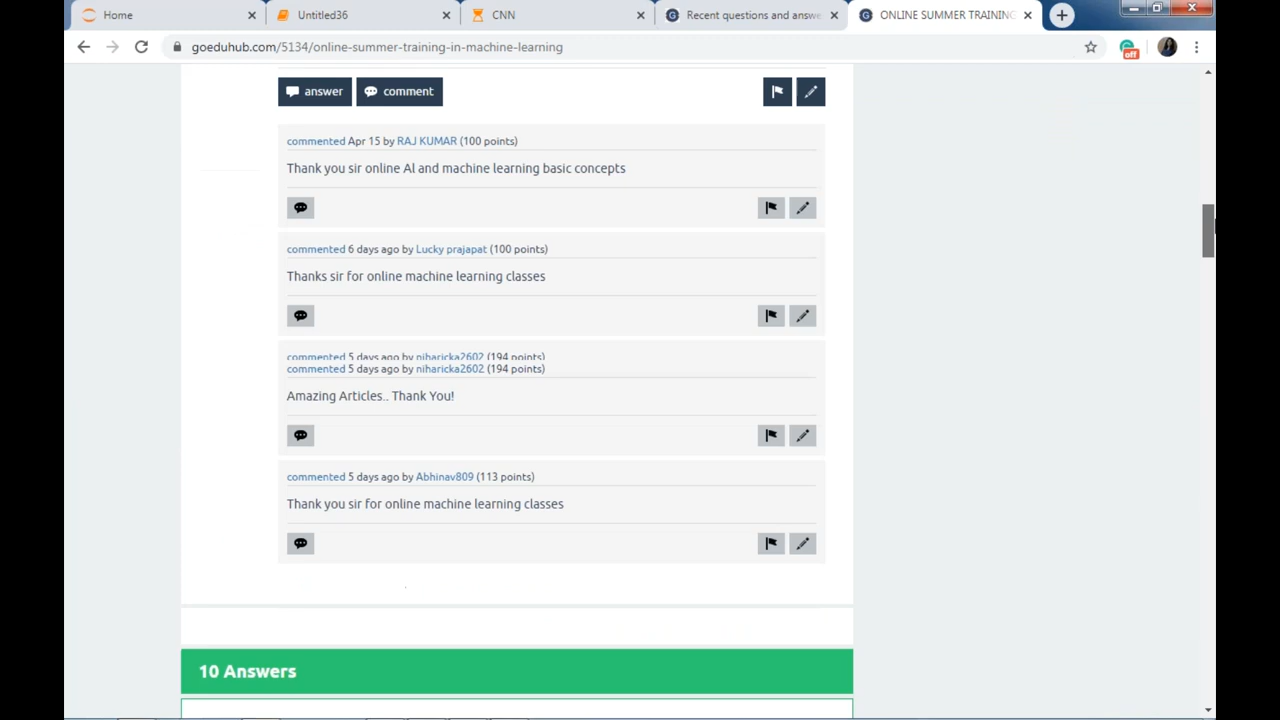 Home
Untitled36
CNN
Recent questions and answe
ONLINE SUMMER TRAINING
goeduhub.com/5134/online-summer-training-in-machine-learning
off
answer
comment
commented Apr 15 by RAJ KUMAR (100 points)
Thank you sir online Al and machine learning basic concepts
commented 6 days ago by Lucky prajapat (100 points)
Thanks sir for online machine learning classes
commented 5 days ago by niharicka2602 (194 points)
commented 5 days ago by niharicka2602 (194 points)
Amazing Articles.. Thank You!
commented 5 days ago by Abhinav809 (113 points)
Thank you sir for online machine learning classes
10 Answers